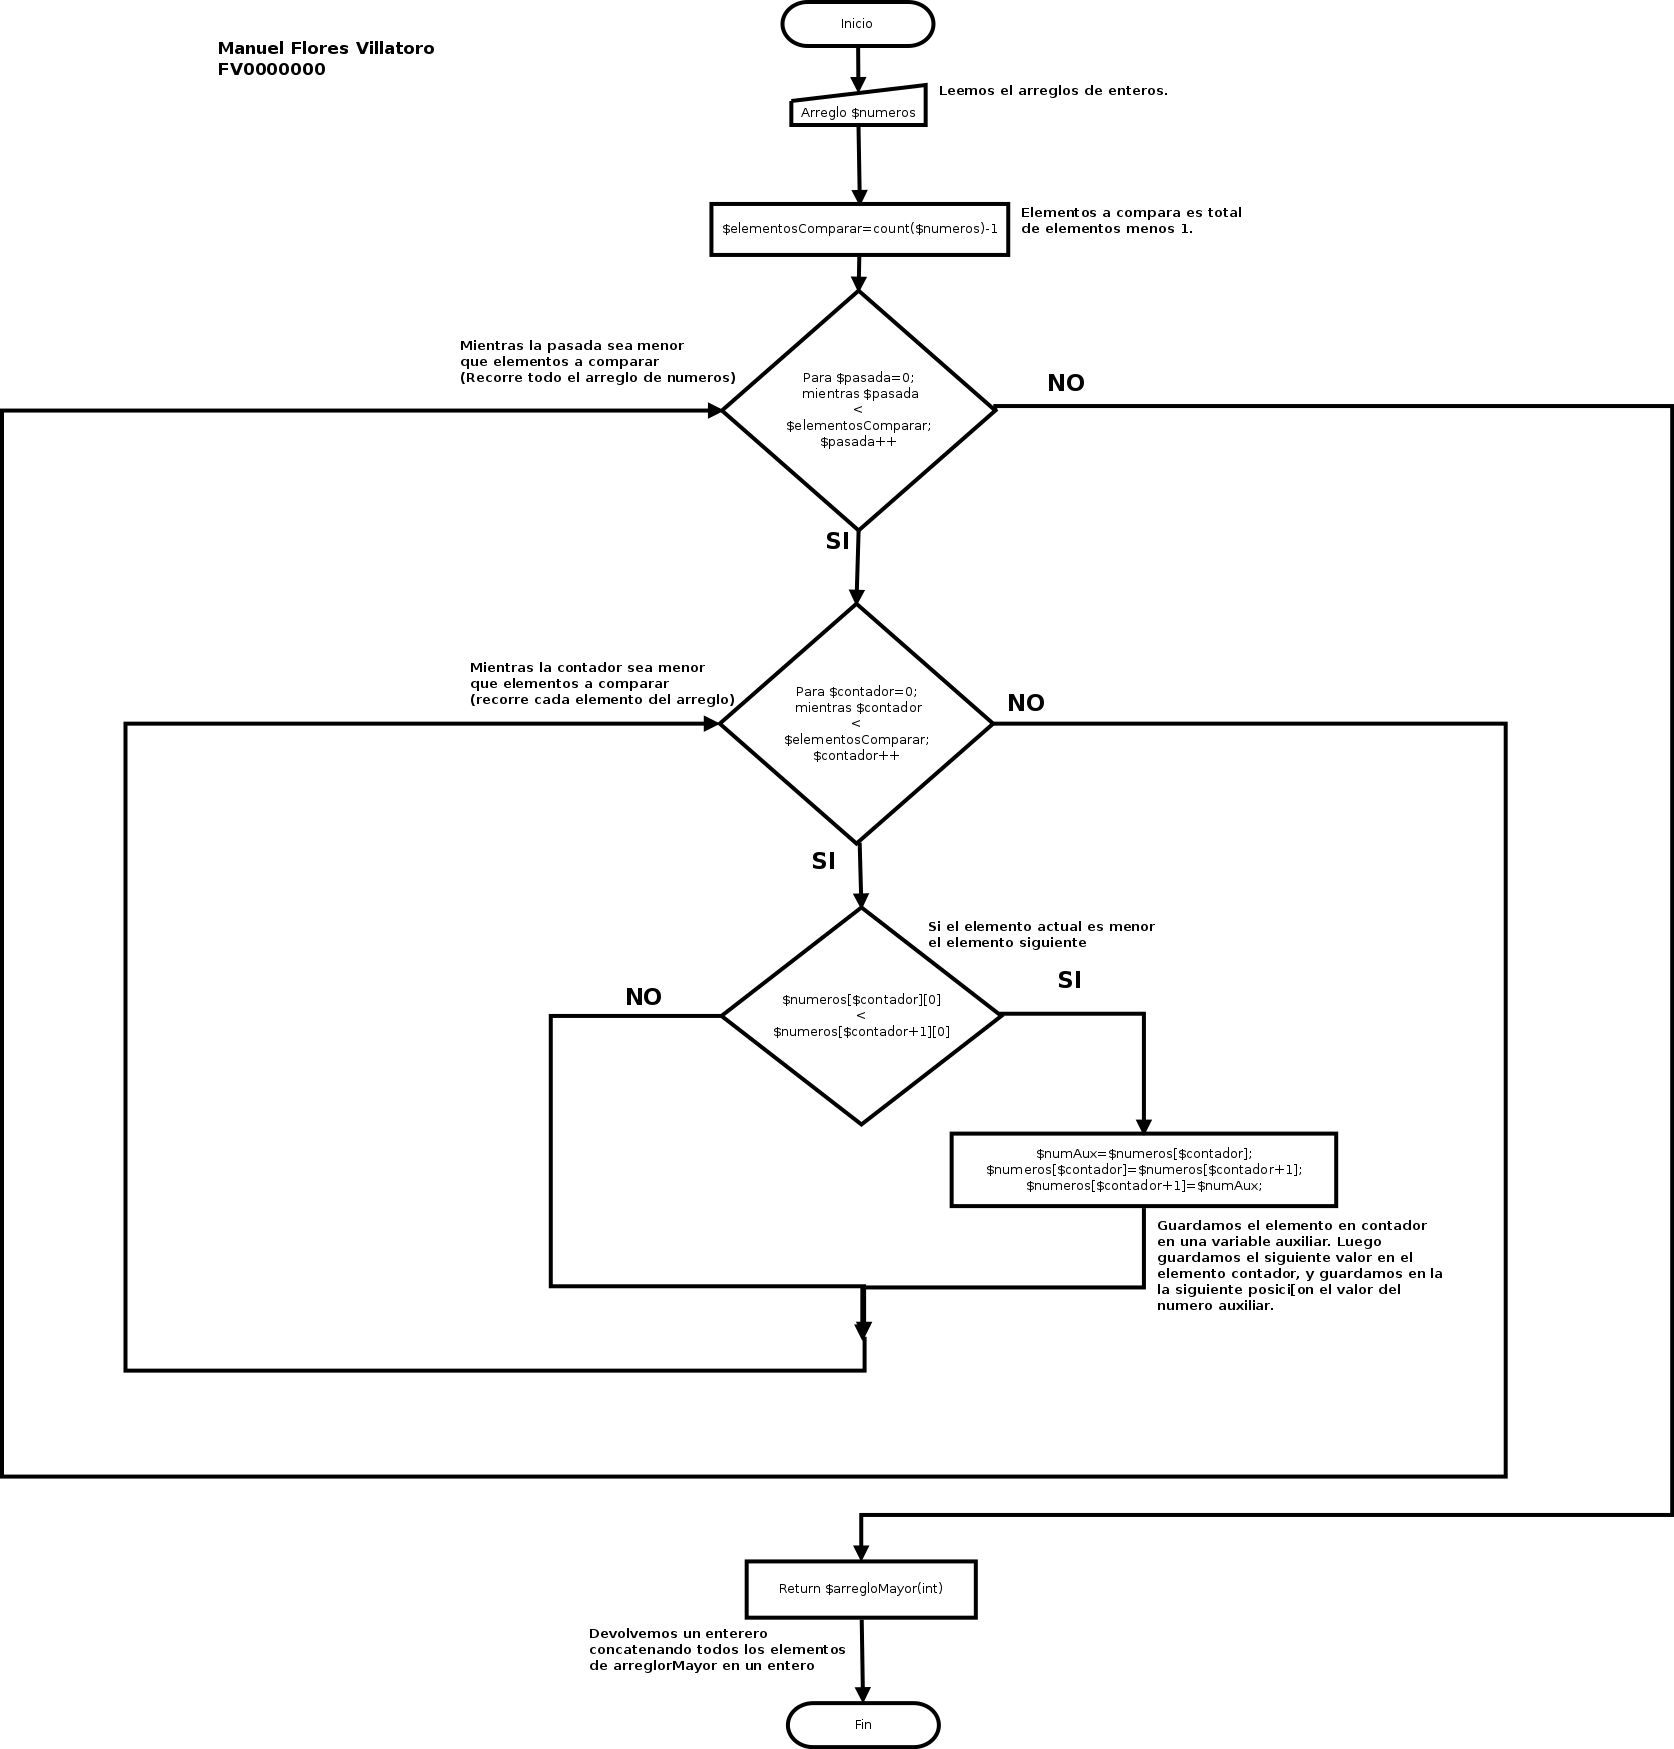 Inicio
Manuel Flores Villatoro
FV0000000
Leemos el arreglos de enteros.
Arreglo $numeros
Elementos a compara es total
de elementos menos 1.
$elementosComparar=count($numeros)-1
Mientras la pasada sea menor
que elementos a comparar
(Recorre todo el arreglo de numeros)
Para $pasada=0;
mientras $pasada
<
$elementosComparar;
$pasada++
NO
SI
Mientras la contador sea menor
que elementos a comparar
(recorre cada elemento del arreglo)
Para $contador=0;
mientras $contador
<
$elementosComparar;
$contador++
NO
SI
Si el elemento actual es menor
el elemento siguiente
NO
SI
$numeros[$contador][0]
<
$numeros[$contador+1][0]
$numAux=$numeros[$contador];
$numeros[$contador]=$numeros[$contador+1];
$numeros[$contador+1]=$numAux;
Guardamos el elemento en contador
en una variable auxiliar. Luego
guardamos el siguiente valor en el
elemento contador, y guardamos en la
la siguiente posici[on el valor del
numero auxiliar.
Return $arregloMayor(int)
Devolvemos un enterero
concatenando todos los elementos
de arreglorMayor en un entero
Fin